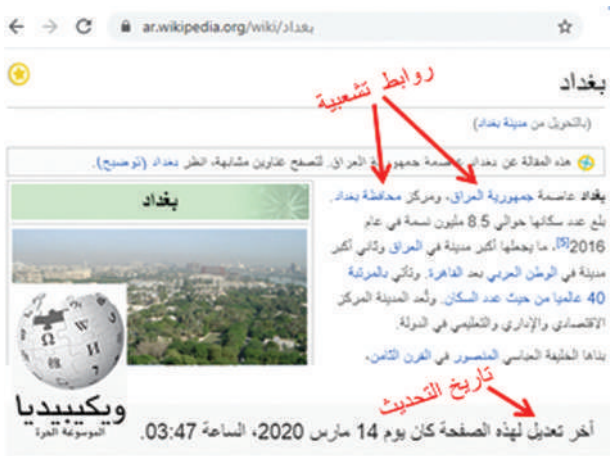 ar.wikipedia.org/wiki/بغداد
بغداد
(بالتحويل من مدينة بغداد)
هذه المقالة عن بغداد عاصمة جمهورية العراق. لتصفح عناوين مشابهة، انظر بغداد (توضيح).
روابط تشعبية
بغداد عاصمة جمهورية العراق، ومركز محافظة بغداد.
بلغ عدد سكانها حوالي 8.5 مليون نسمة في عام
2016[5]، ما يجعلها أكبر مدينة في العراق وثاني أكبر
مدينة في الوطن العربي بعد القاهرة. وتأتي بالمرتبة
40 عالميا من حيث عدد السكان. وتُعد المدينة المركز
الاقتصادي والإداري والتعليمي في الدولة.
بناها الخليفة العباسي المنصور في القرن الثامن،
بغداد
تاريخ التحديث
أخر تعديل لهذه الصفحة كان يوم 14 مارس 2020، الساعة 03:47.
Ω W И 維
ويكيبيديا
الموسوعة الحرة